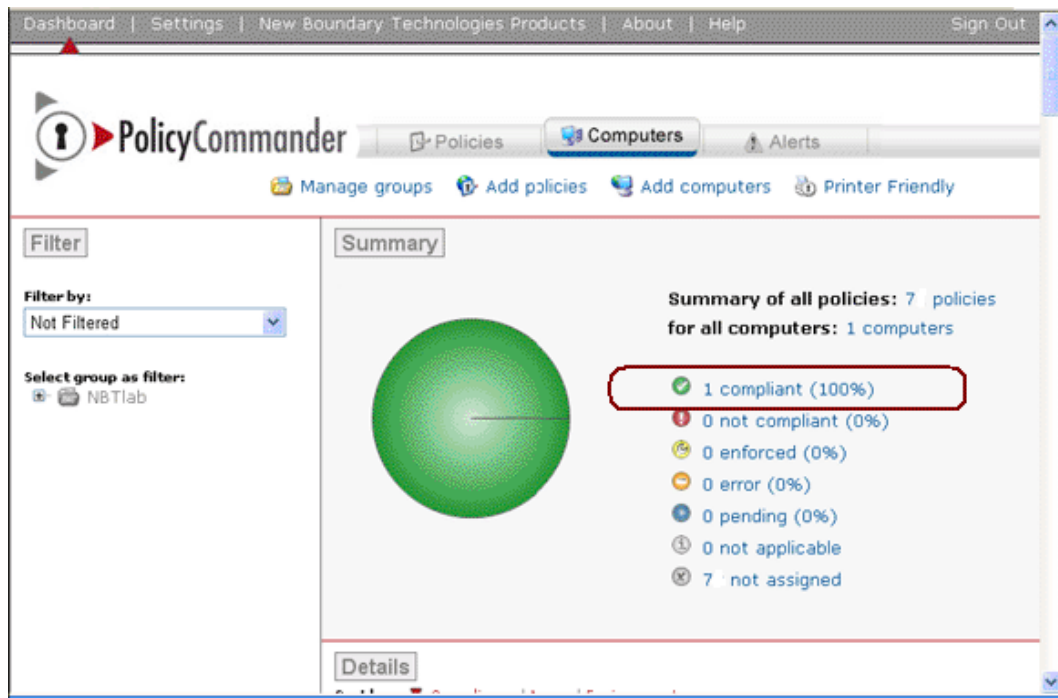 Dashboard | Settings | New Boundary Technologies Products | About | Help Sign Out
PolicyCommander
Policies Computers Alerts
Manage groups Add policies Add computers Printer Friendly
Filter
Filter by:
Not Filtered
Select group as filter:
NBTlab
Summary
Summary of all policies: 7 policies
for all computers: 1 computers
1 compliant (100%)
0 not compliant (0%)
0 enforced (0%)
0 error (0%)
0 pending (0%)
0 not applicable
7 not assigned
Details